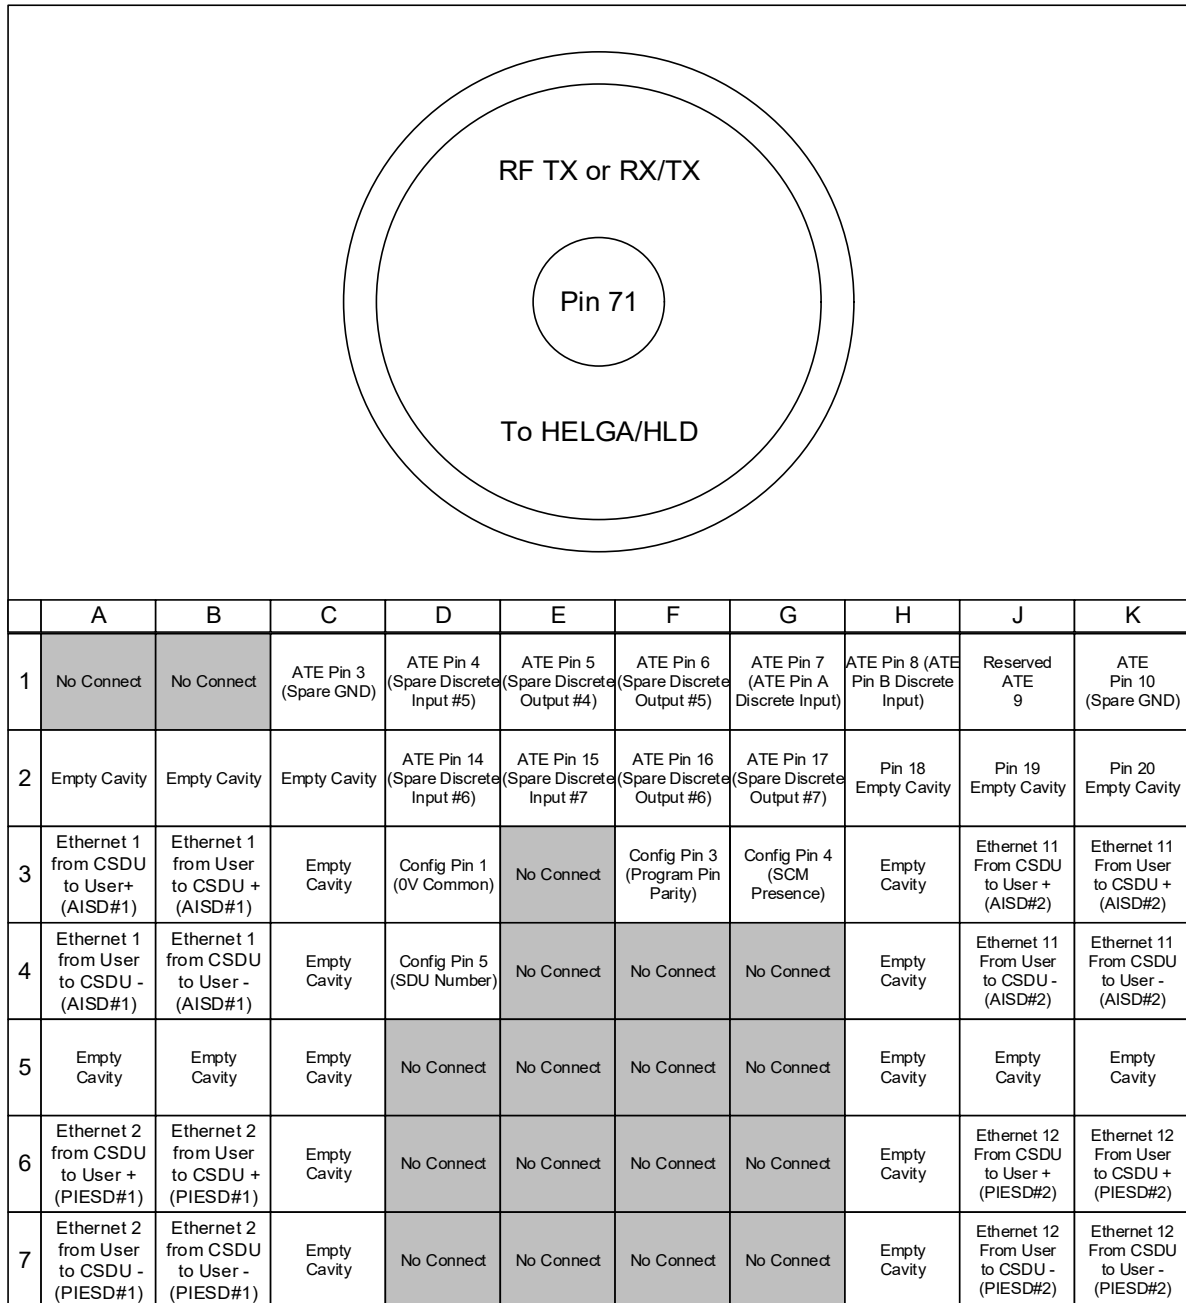 RF TX or RX/TX
Pin 71
To HELGA/HLD
A B C D E F G H J K
1
No Connect
No Connect
ATE Pin 3
(Spare GND)
ATE Pin 4
(Spare Discrete
Input #5)
ATE Pin 5
(Spare Discrete
Output #4)
ATE Pin 6
(Spare Discrete
Output #5)
ATE Pin 7
(ATE Pin A
Discrete Input)
ATE Pin 8 (ATE
Pin B Discrete
Input)
Reserved
ATE
9
ATE
Pin 10
(Spare GND)
2
Empty Cavity
Empty Cavity
Empty Cavity
ATE Pin 14
(Spare Discrete
Input #6)
ATE Pin 15
(Spare Discrete
Input #7
ATE Pin 16
(Spare Discrete
Output #6)
ATE Pin 17
(Spare Discrete
Output #7)
Pin 18
Empty Cavity
Pin 19
Empty Cavity
Pin 20
Empty Cavity
3
Ethernet 1
from CSDU
to User+
(AISD#1)
Ethernet 1
from User
to CSDU +
(AISD#1)
Empty
Cavity
Config Pin 1
(0V Common)
No Connect
Config Pin 3
(Program Pin
Parity)
Config Pin 4
(SCM
Presence)
Empty
Cavity
Ethernet 11
From CSDU
to User +
(AISD#2)
Ethernet 11
From User
to CSDU +
(AISD#2)
4
Ethernet 1
from User
to CSDU -
(AISD#1)
Ethernet 1
from CSDU
to User -
(AISD#1)
Empty
Cavity
Config Pin 5
(SDU Number)
No Connect
No Connect
No Connect
Empty
Cavity
Ethernet 11
From User
to CSDU -
(AISD#2)
Ethernet 11
From CSDU
to User -
(AISD#2)
5
Empty
Cavity
Empty
Cavity
Empty
Cavity
No Connect
No Connect
No Connect
No Connect
Empty
Cavity
Empty
Cavity
Empty
Cavity
6
Ethernet 2
from CSDU
to User +
(PIESD#1)
Ethernet 2
from User
to CSDU +
(PIESD#1)
Empty
Cavity
No Connect
No Connect
No Connect
No Connect
Empty
Cavity
Ethernet 12
From CSDU
to User +
(PIESD#2)
Ethernet 12
From User
to CSDU +
(PIESD#2)
7
Ethernet 2
from User
to CSDU -
(PIESD#1)
Ethernet 2
from CSDU
to User -
(PIESD#1)
Empty
Cavity
No Connect
No Connect
No Connect
No Connect
Empty
Cavity
Ethernet 12
From User
to CSDU -
(PIESD#2)
Ethernet 12
From CSDU
to User -
(PIESD#2)